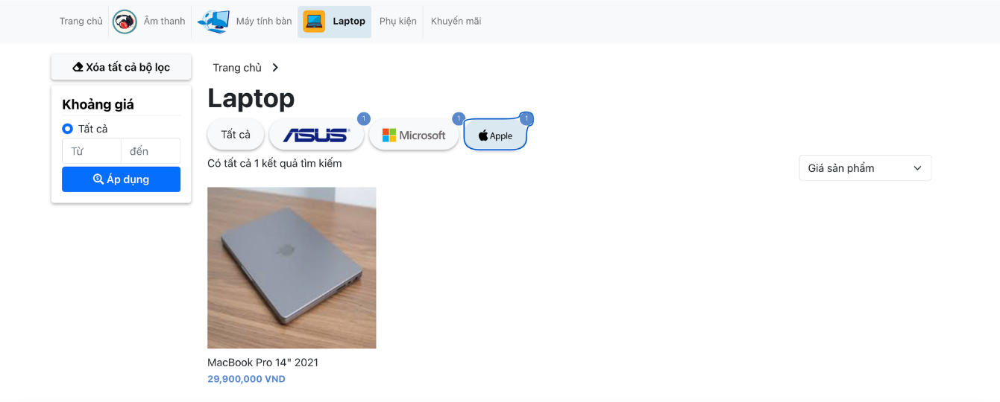 Trang chủ
Âm thanh
Máy tính bàn
Laptop
Phụ kiện
Khuyến mãi
Xóa tất cả bộ lọc
Khoảng giá
Tất cả
Từ
đến
Áp dụng
Trang chủ
Laptop
Tất cả
ASUS
1
Microsoft
1
Apple
1
Có tất cả 1 kết quả tìm kiếm
Giá sản phẩm
MacBook Pro 14" 2021
29,900,000 VND